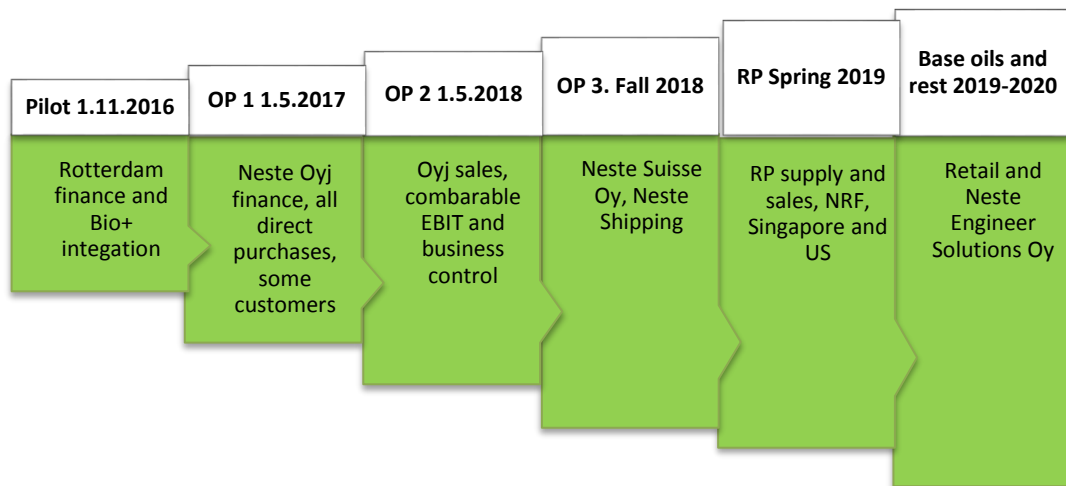 Pilot 1.11.2016
Rotterdam
finance and
Bio+
integation
OP 1 1.5.2017
Neste Oyj
finance, all
direct
purchases,
some
customers
OP 2 1.5.2018
Oyj sales,
combarable
EBIT and
business
control
OP 3. Fall 2018
Neste Suisse
Oy, Neste
Shipping
RP Spring 2019
RP supply and
sales, NRF,
Singapore and
US
Base oils and
rest 2019-2020
Retail and
Neste
Engineer
Solutions Oy